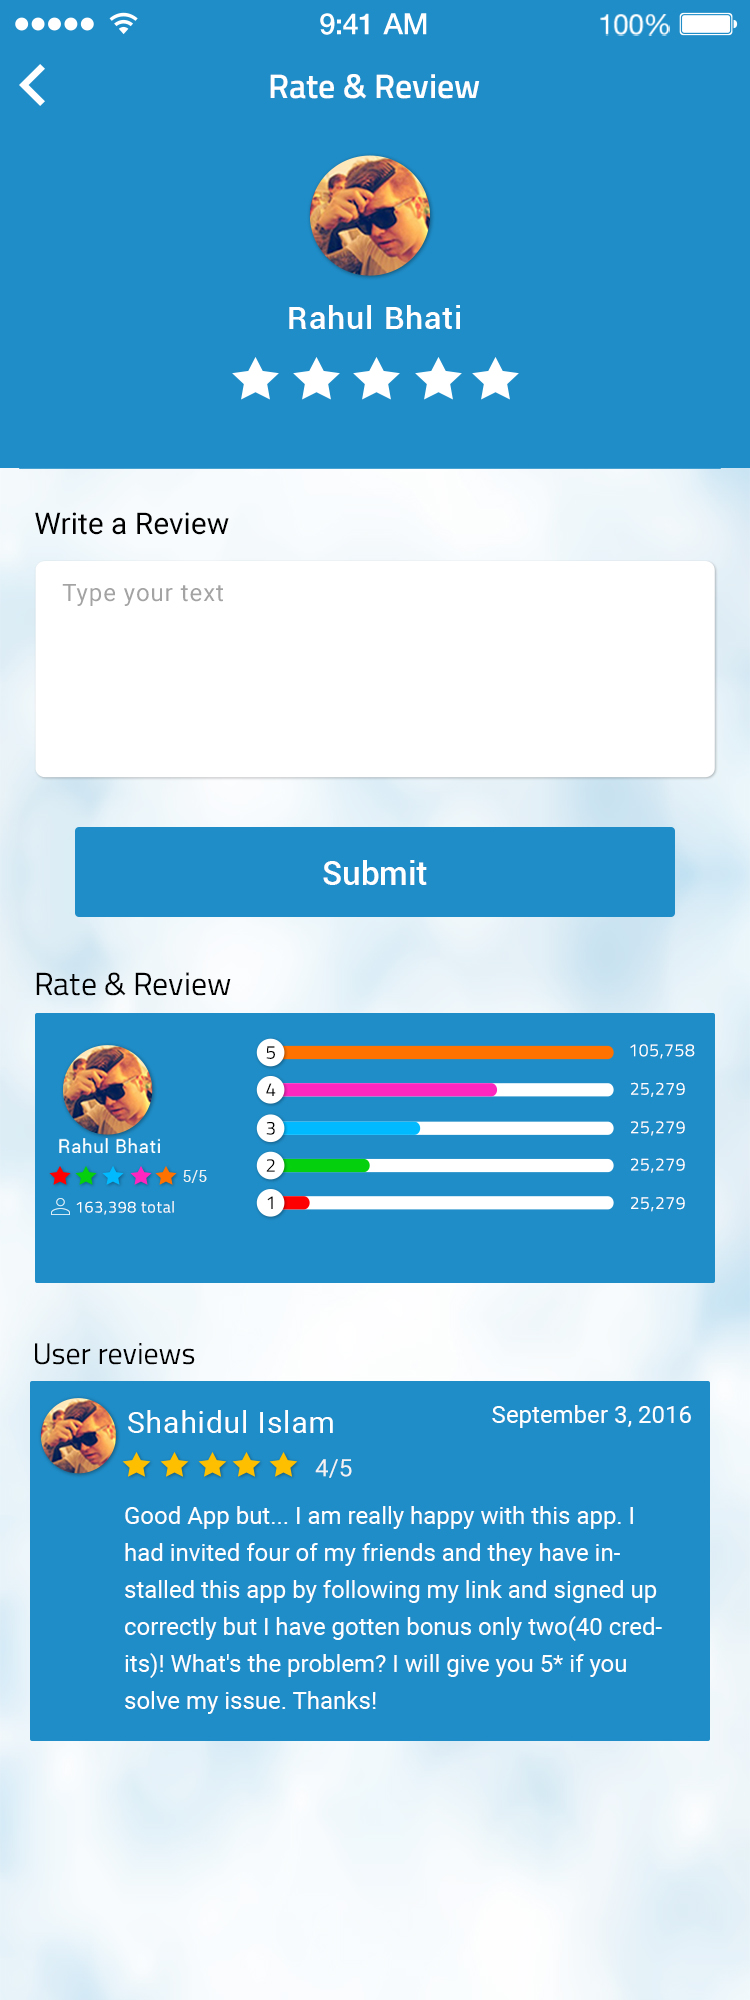 9:41 AM
100%
Rate & Review
Rahul Bhati
Write a Review
Type your text
Submit
Rate & Review
Rahul Bhati
5/5
163,398 total
5 105,758
4 25,279
3 25,279
2 25,279
1 25,279
User reviews
Shahidul Islam
September 3, 2016
4/5
Good App but... I am really happy with this app. I
had invited four of my friends and they have in-
stalled this app by following my link and signed up
correctly but I have gotten bonus only two(40 cred-
its)! What's the problem? I will give you 5* if you
solve my issue. Thanks!